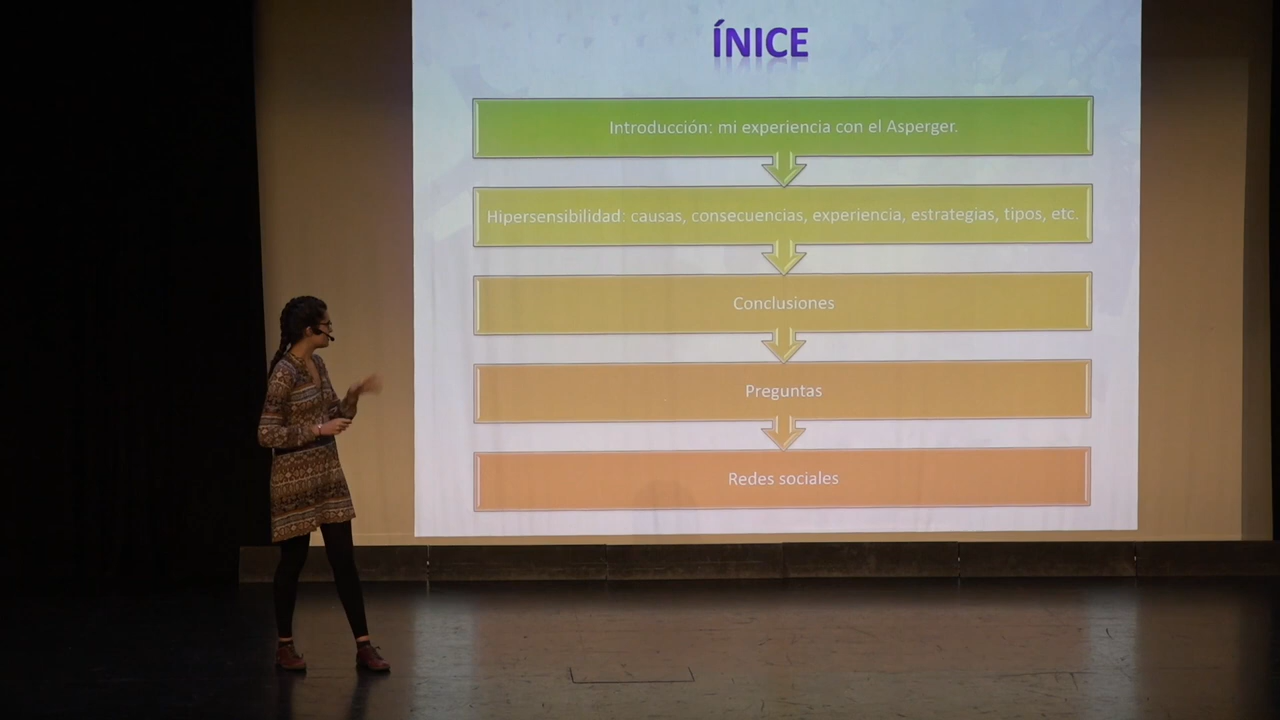 ÍNICE
Introducción: mi experiencia con el Asperger.
Hipersensibilidad: causas, consecuencias, experiencia, estrategias, tipos, etc.
Conclusiones
Preguntas
Redes sociales